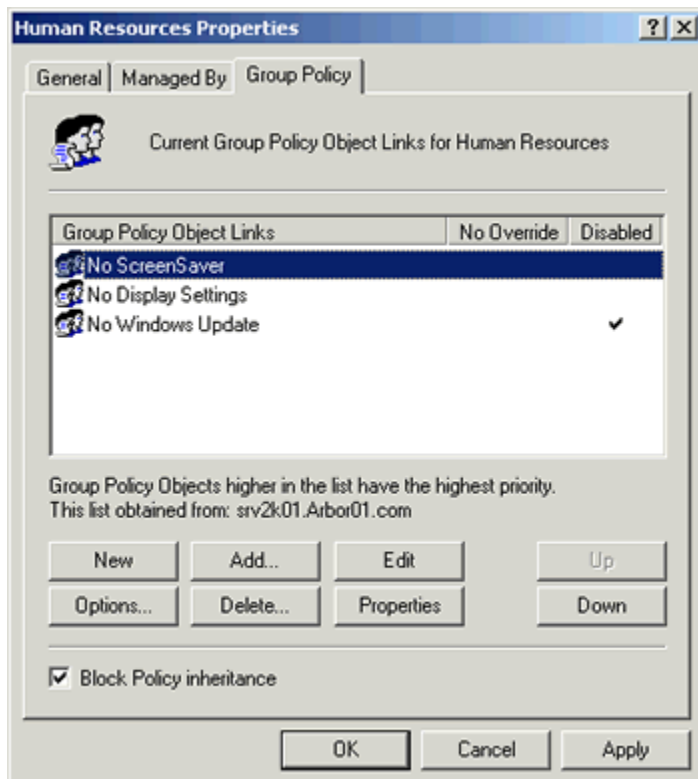 Human Resources Properties
General Managed By Group Policy
Current Group Policy Object Links for Human Resources
Group Policy Object Links No Override Disabled
No ScreenSaver
No Display Settings
No Windows Update
Group Policy Objects higher in the list have the highest priority.
This list obtained from: srv2k01.Arbor01.com
New Add... Edit Up
Options... Delete... Properties Down
Block Policy inheritance
OK Cancel Apply